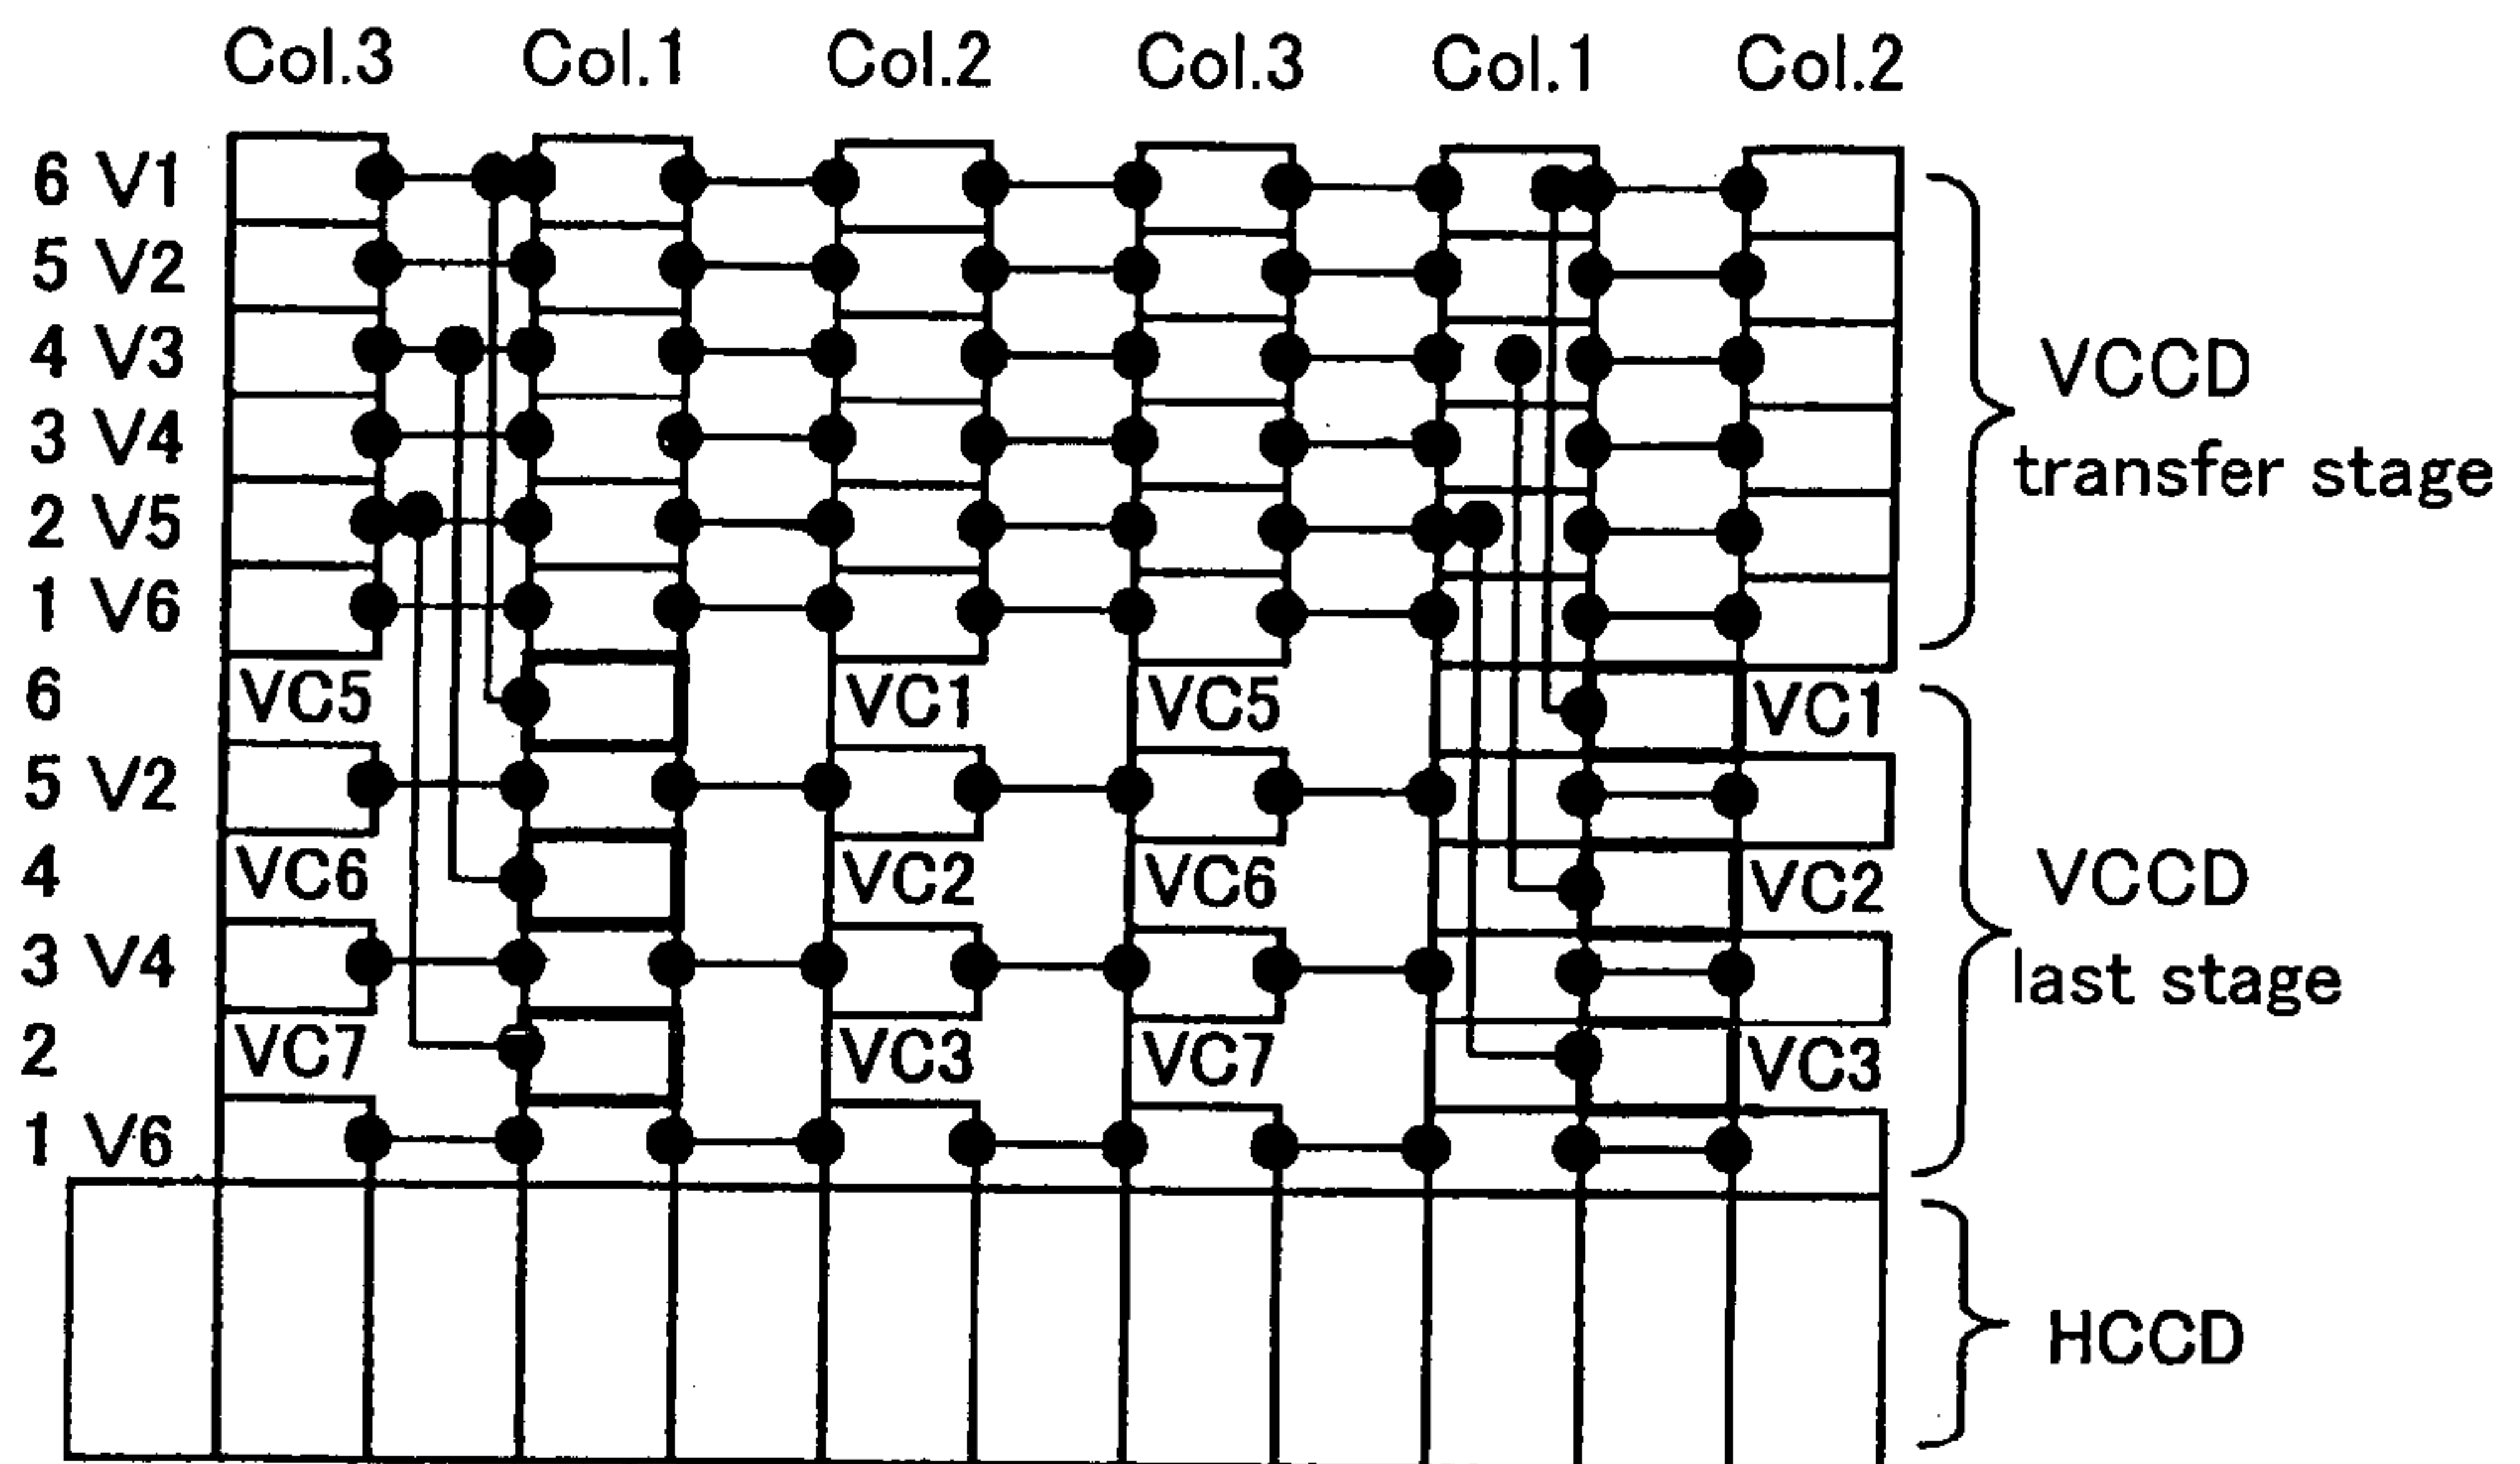 Col.3 Col.1 Col.2 Col.3 Col.1 Col.2
6 V1
5 V2
4 V3
3 V4
2 V5
1 V6
VCCD
transfer stage
6 VC5 VC1 VC5 VC1
5 V2
4 VC6 VC2 VC6 VC2
3 V4
2 VC7 VC3 VC7 VC3
1 V6
VCCD
last stage
HCCD